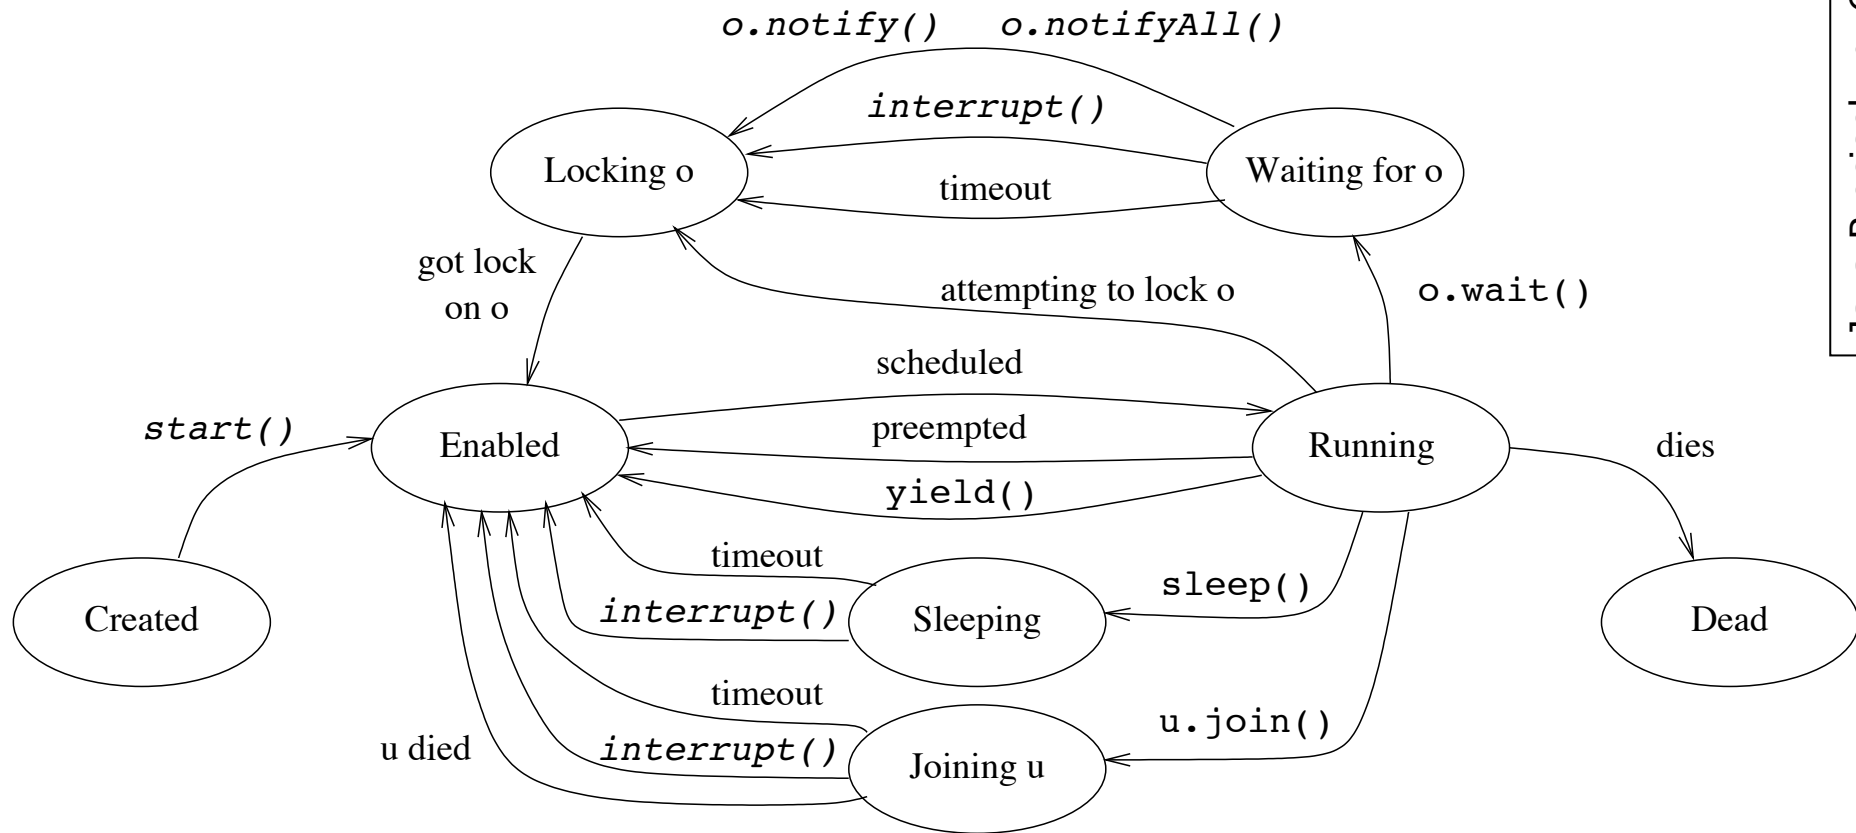 o.notify() o.notifyAll()
interrupt()
Locking o
Waiting for o
timeout
got lock
on o
attempting to lock o
o.wait()
scheduled
start()
Enabled
preempted
Running
dies
yield()
timeout
sleep()
Created
interrupt()
Sleeping
Dead
timeout
u.join()
u died
interrupt()
Joining u